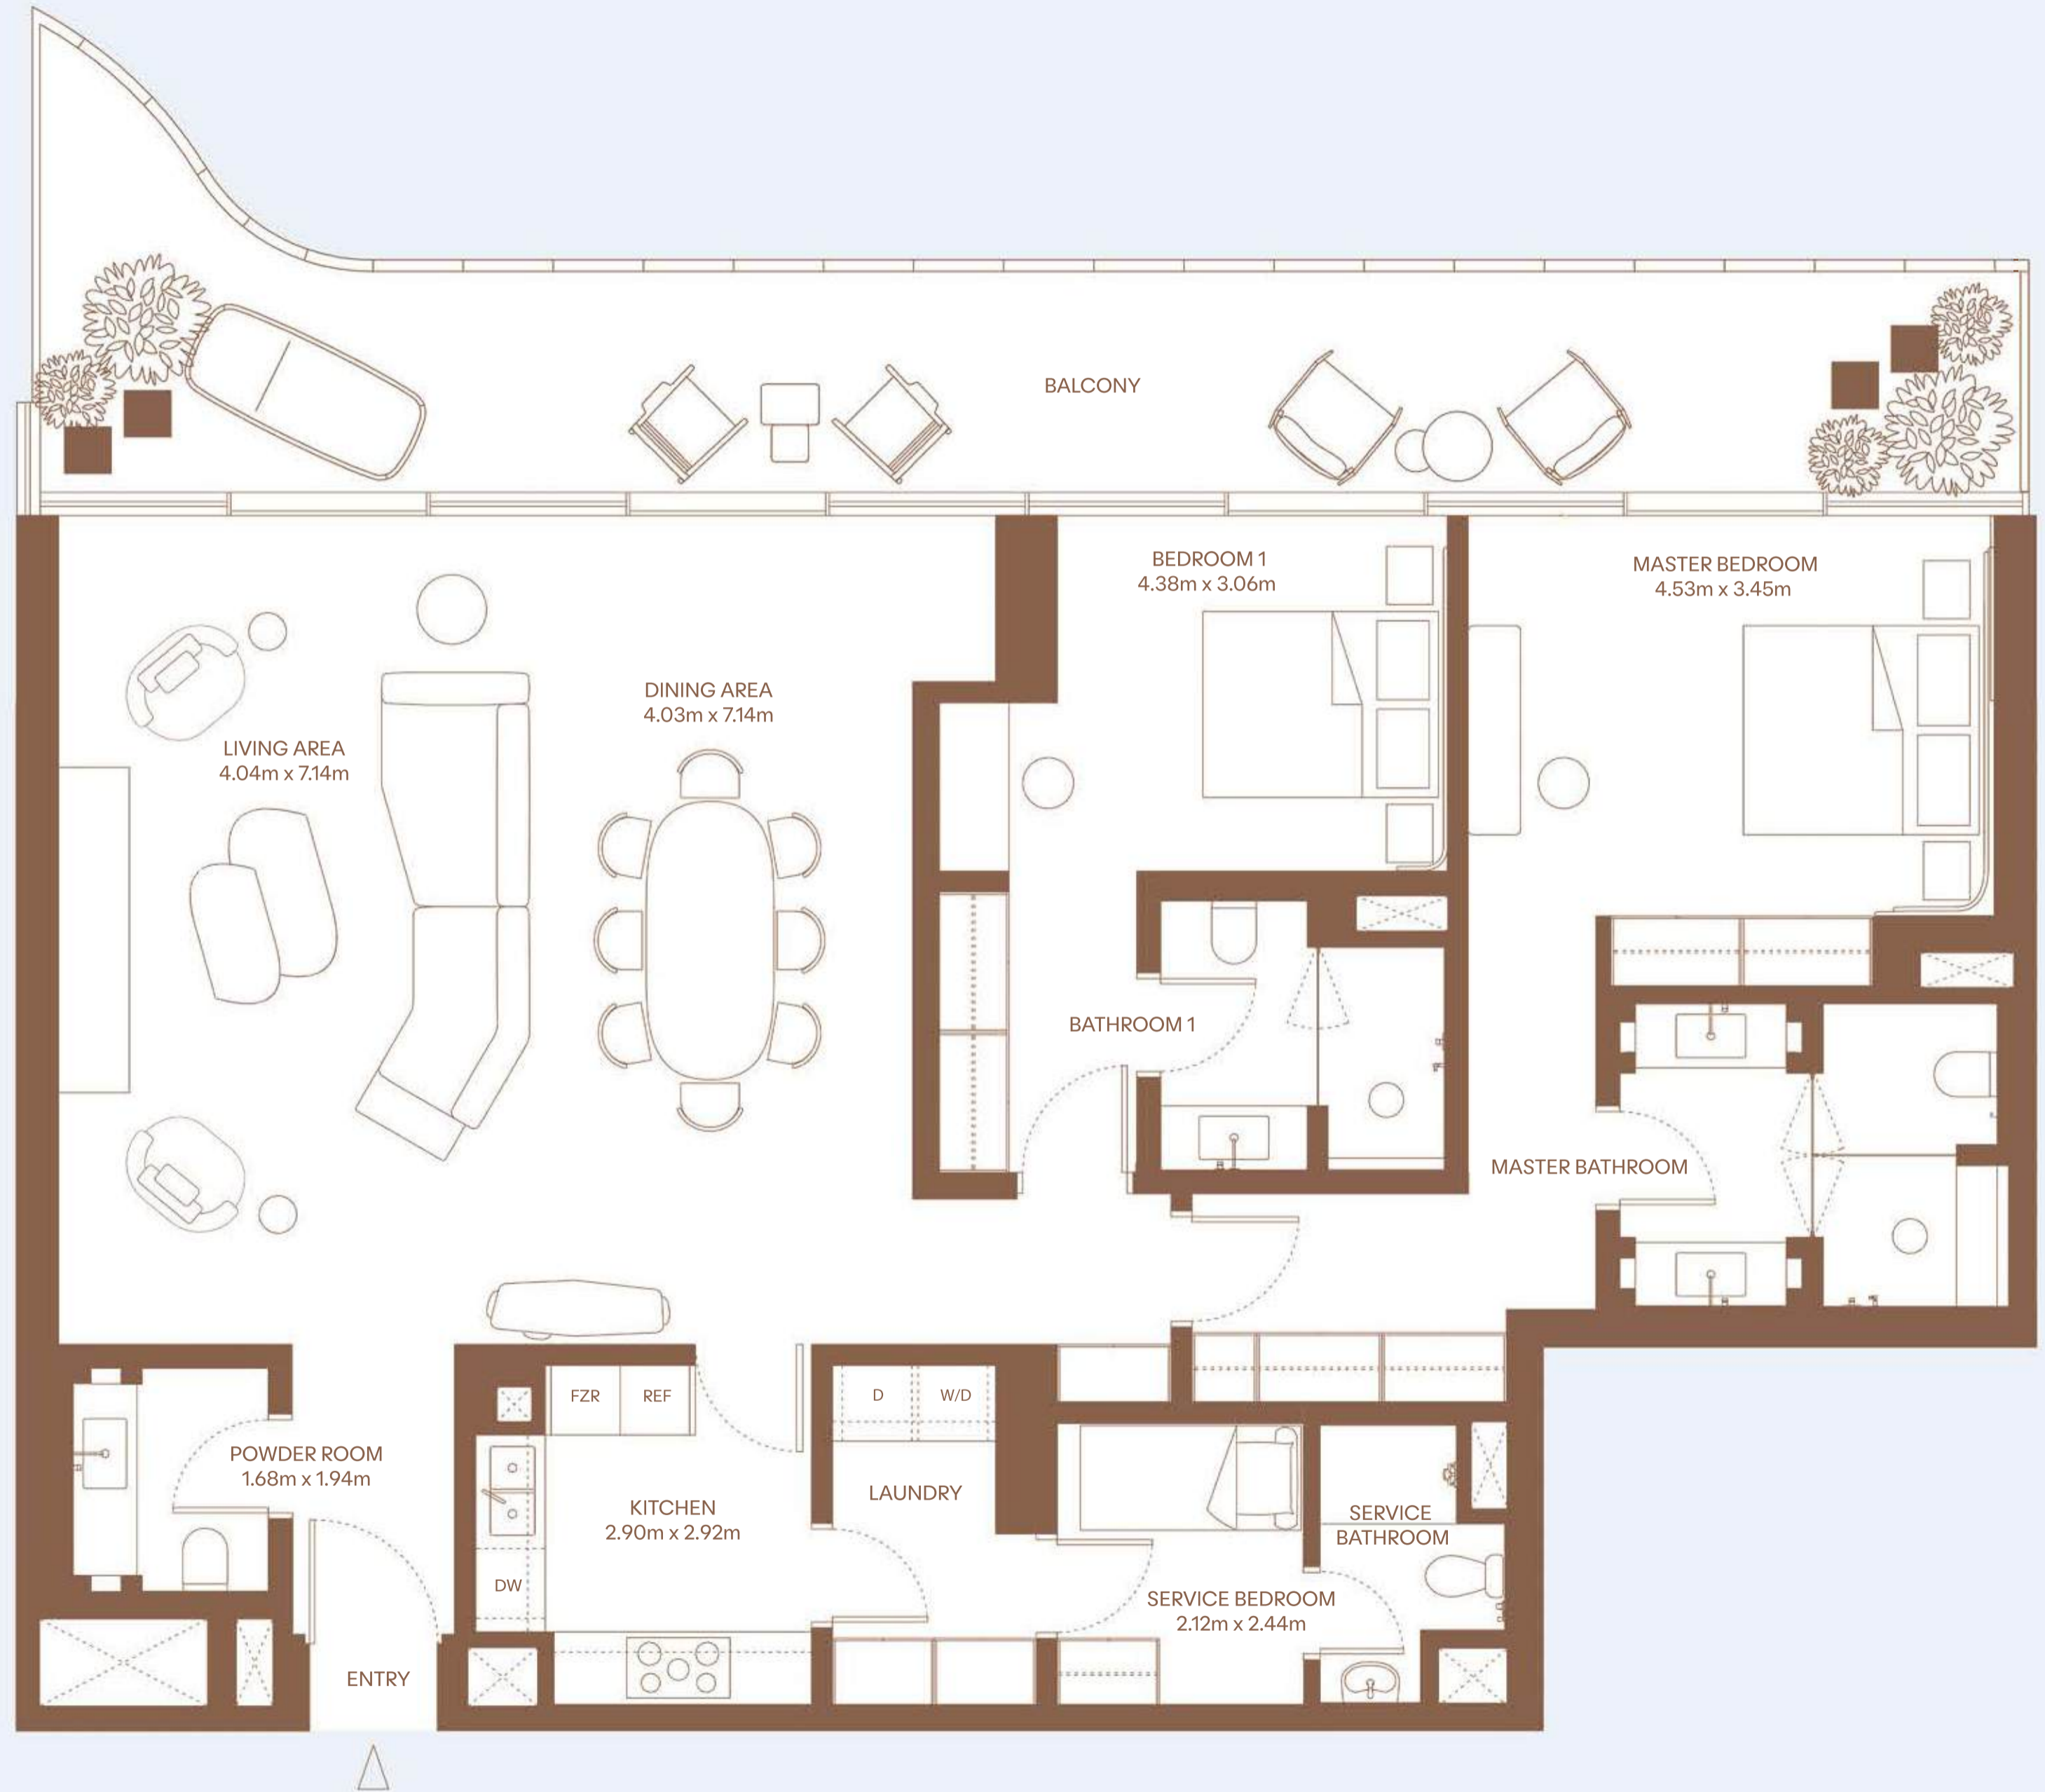 BALCONY
BEDROOM 1
4.38m x 3.06m
MASTER BEDROOM
4.53m x 3.45m
DINING AREA
4.03m x 7.14m
LIVING AREA
4.04m x 7.14m
BATHROOM 1
MASTER BATHROOM
FZR
REF
D
W/D
POWDER ROOM
1.68m x 1.94m
KITCHEN
2.90m x 2.92m
LAUNDRY
SERVICE
BATHROOM
DW
SERVICE BEDROOM
2.12m x 2.44m
ENTRY